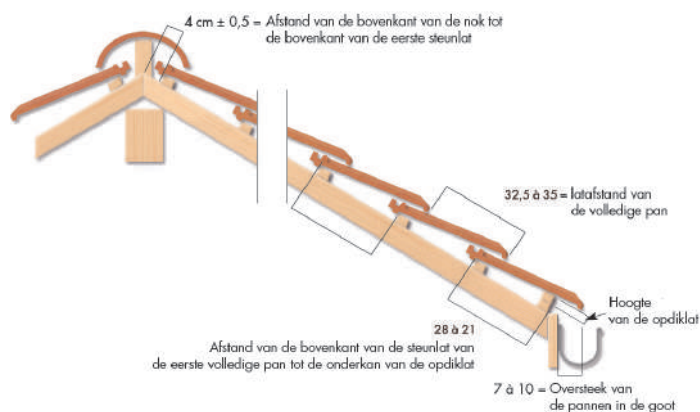 4 cm ± 0,5 = Afstand van de bovenkant van de nok tot
de bovenkant van de eerste steunlat
32,5 à 35 = latafstand van
de volledige pan
Hoogte
van de opdiklat
28 à 21
Afstand van de bovenkant van de steunlat van
de eerste volledige pan tot de onderkan van de opdiklat
7 à 10 = Oversteek van
de pannen in de goot